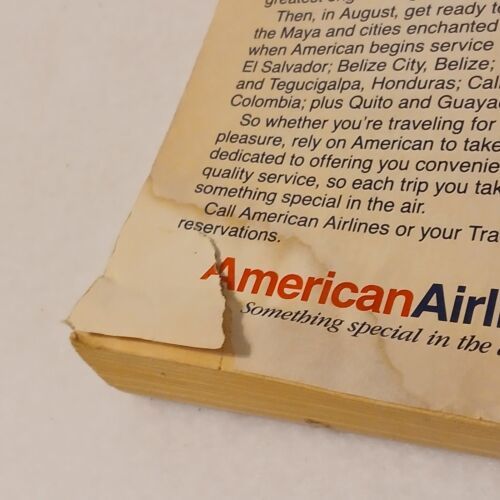 Then, in August, get ready to
the Maya and cities enchanted
when American begins service
El Salvador; Belize City, Belize;
and Tegucigalpa, Honduras; Cal
Colombia; plus Quito and Guayaq
So whether you're traveling for
pleasure, rely on American to take
dedicated to offering you convenie
quality service, so each trip you tak
something special in the air.
Call American Airlines or your Tra
reservations.
AmericanAirli
Something special in the a